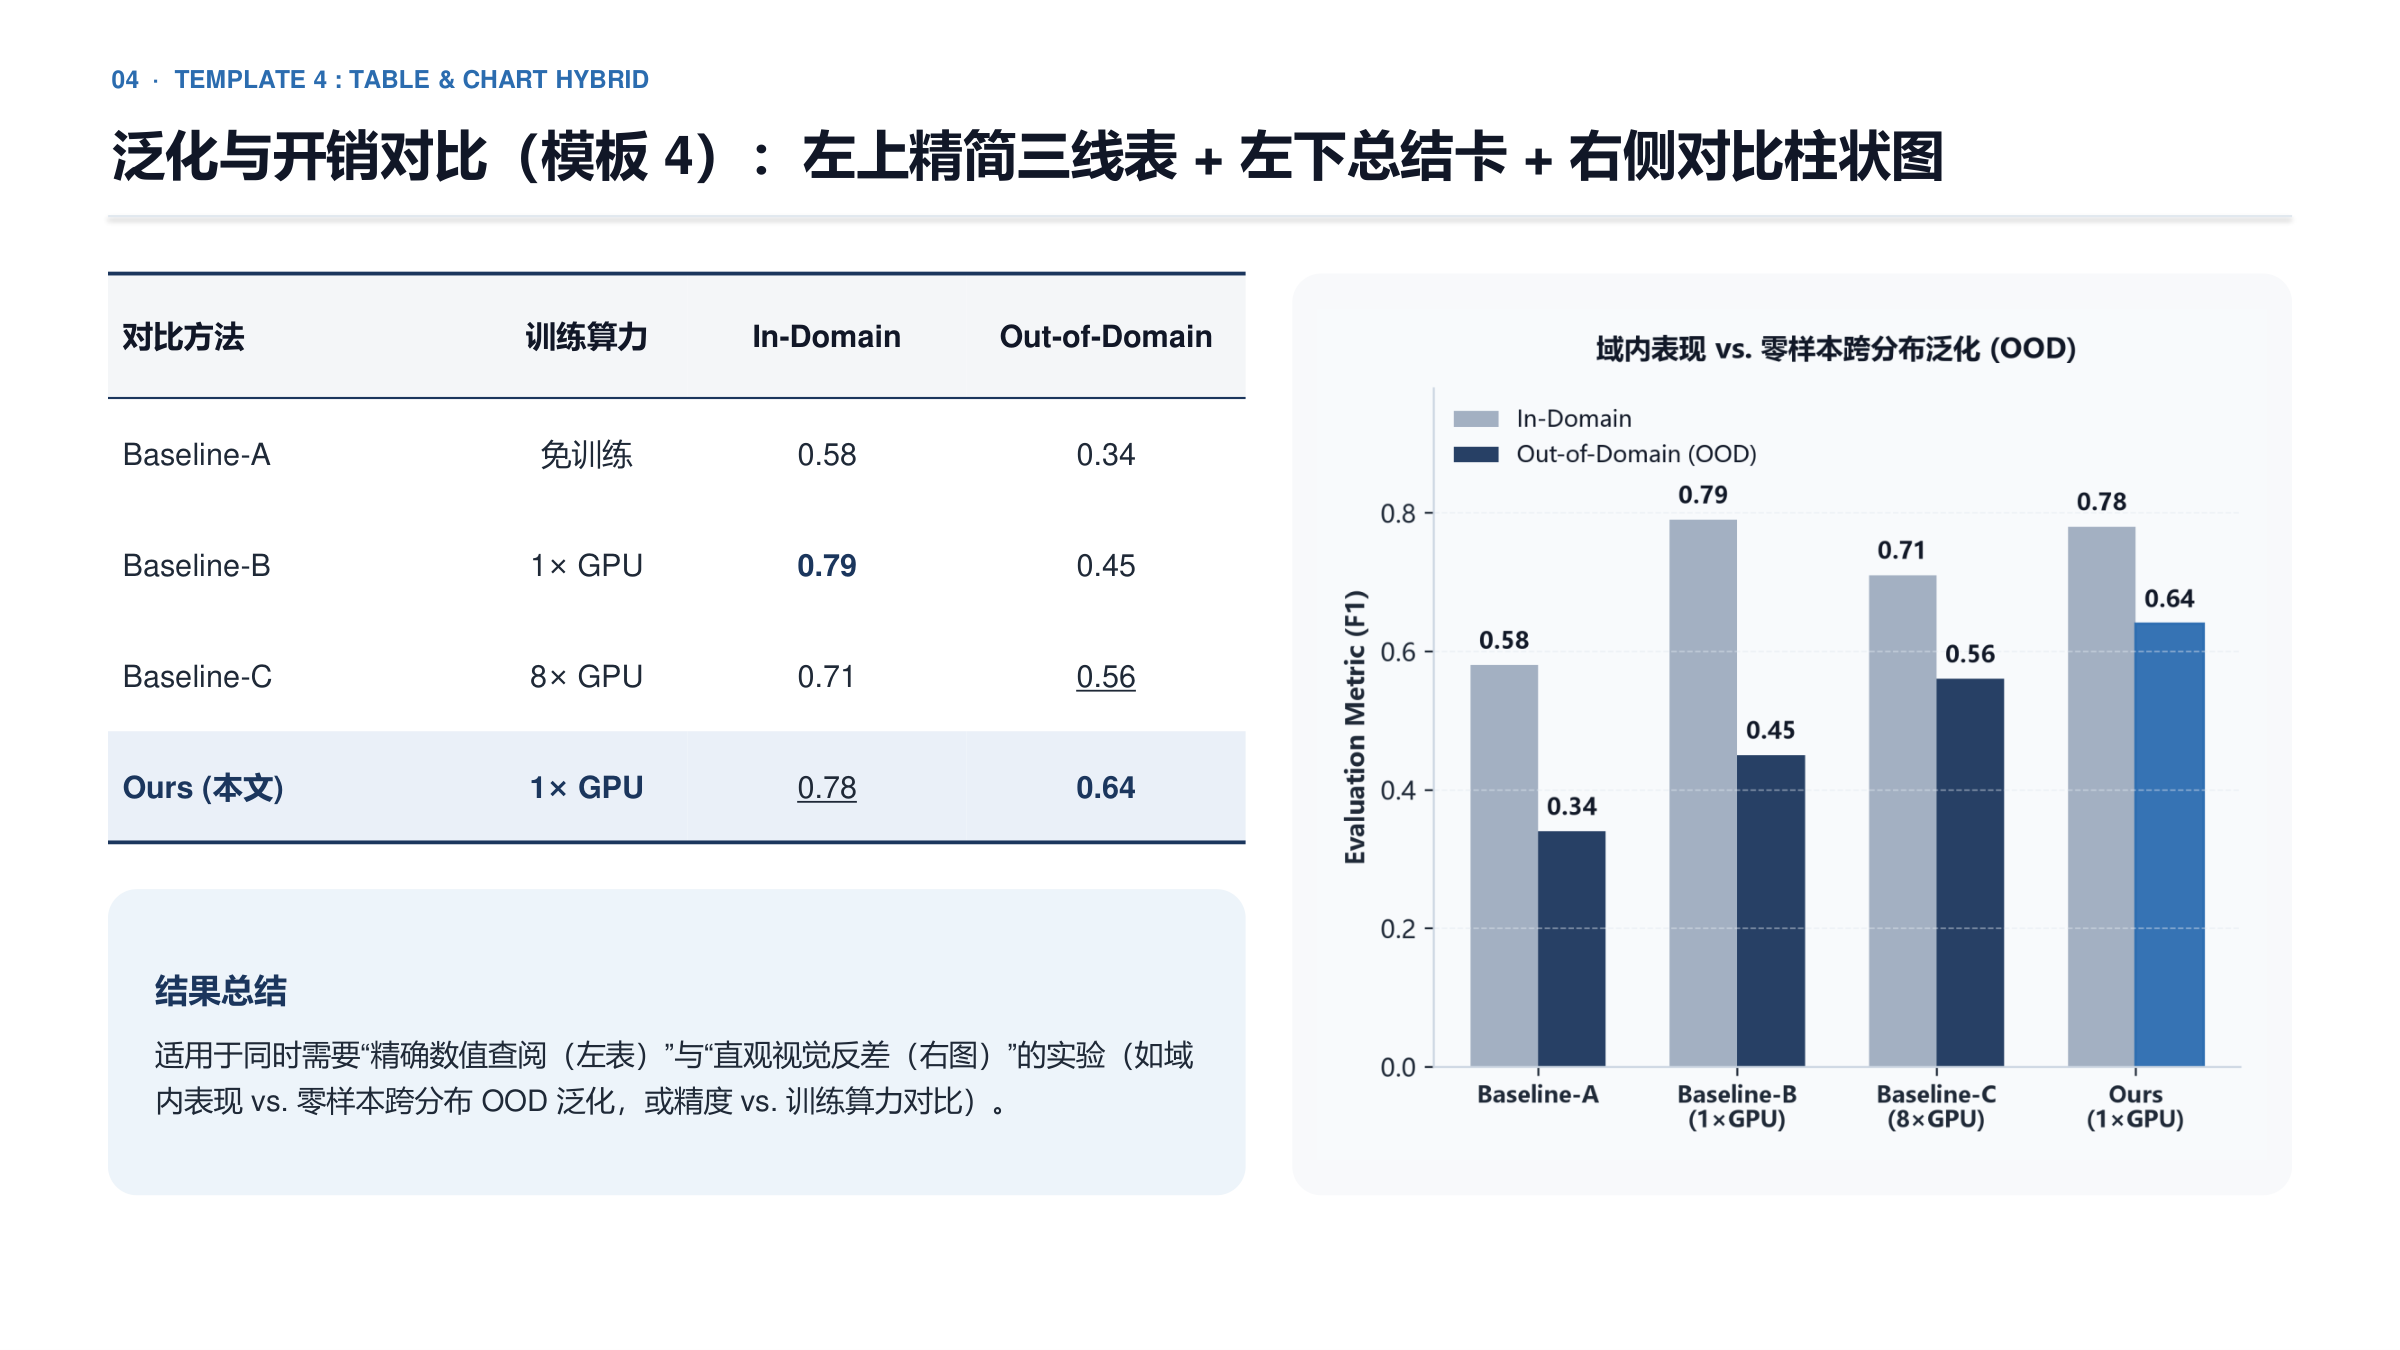 04 · TEMPLATE 4 : TABLE & CHART HYBRID
泛化与开销对比（模板 4）： 左上精简三线表 + 左下总结卡 + 右侧对比柱状图
对比方法 训练算力 In-Domain Out-of-Domain
Baseline-A 免训练 0.58 0.34
Baseline-B 1× GPU 0.79 0.45
Baseline-C 8× GPU 0.71 0.56
Ours (本文) 1× GPU 0.78 0.64
结果总结
适用于同时需要“精确数值查阅（左表）”与“直观视觉反差（右图）”的实验（如域
内表现 vs. 零样本跨分布 OOD 泛化，或精度 vs. 训练算力对比）。
域内表现 vs. 零样本跨分布泛化 (OOD)
In-Domain
Out-of-Domain (OOD)
Evaluation Metric (F1)
0.8
0.6
0.4
0.2
0.0
0.58 0.34
0.79 0.45
0.71 0.56
0.78 0.64
Baseline-A
Baseline-B
(1×GPU)
Baseline-C
(8×GPU)
Ours
(1×GPU)